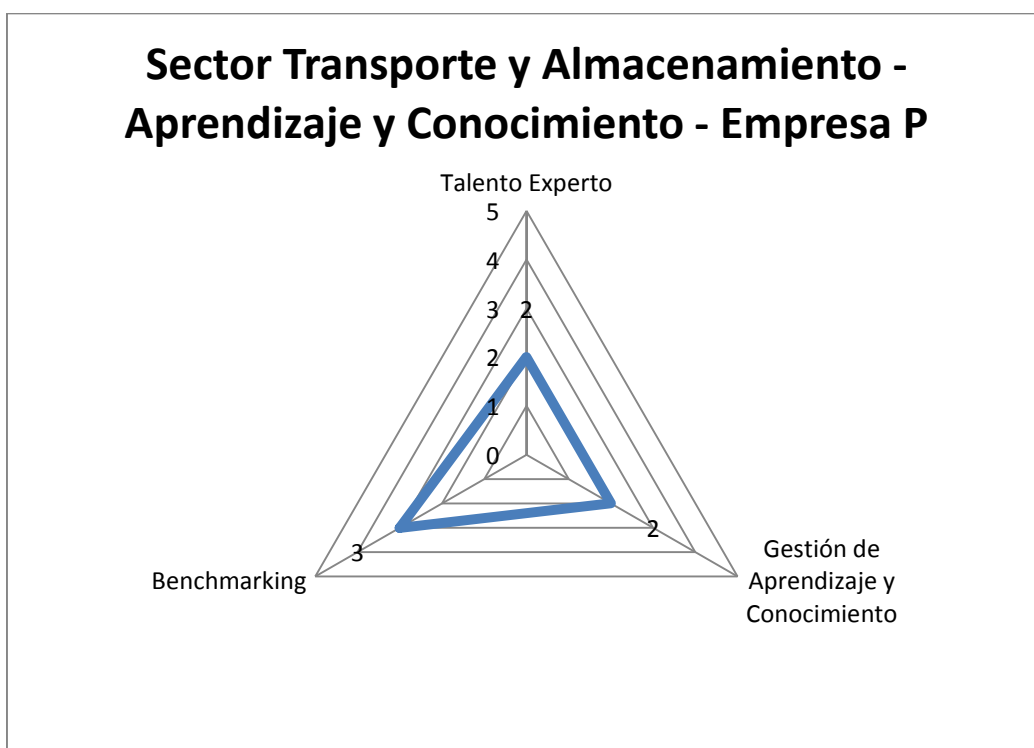 Sector Transporte y Almacenamiento -
Aprendizaje y Conocimiento - Empresa P
Talento Experto
5
4
3 2
2
1
0
2
3
Gestión de
Aprendizaje y
Conocimiento
Benchmarking